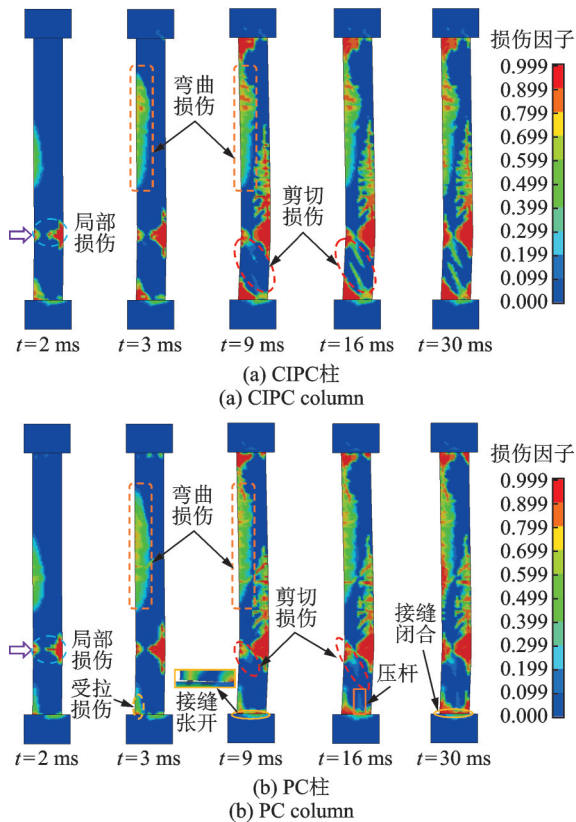 损伤因子
0.999
0.899
0.799
0.699
0.599
0.499
0.399
0.299
0.199
0.099
0.000
弯曲
损伤
局部
损伤
剪切
损伤
t=2 ms
t=3 ms
t=9 ms
t=16 ms
t=30 ms
(a) CIPC柱
(a) CIPC column
损伤因子
0.999
0.899
0.799
0.699
0.599
0.499
0.399
0.299
0.199
0.099
0.000
弯曲
损伤
局部
损伤
受拉
损伤
剪切
损伤
接缝
张开
压杆
接缝
闭合
t=2 ms
t=3 ms
t=9 ms
t=16 ms
t=30 ms
(b) PC柱
(b) PC column